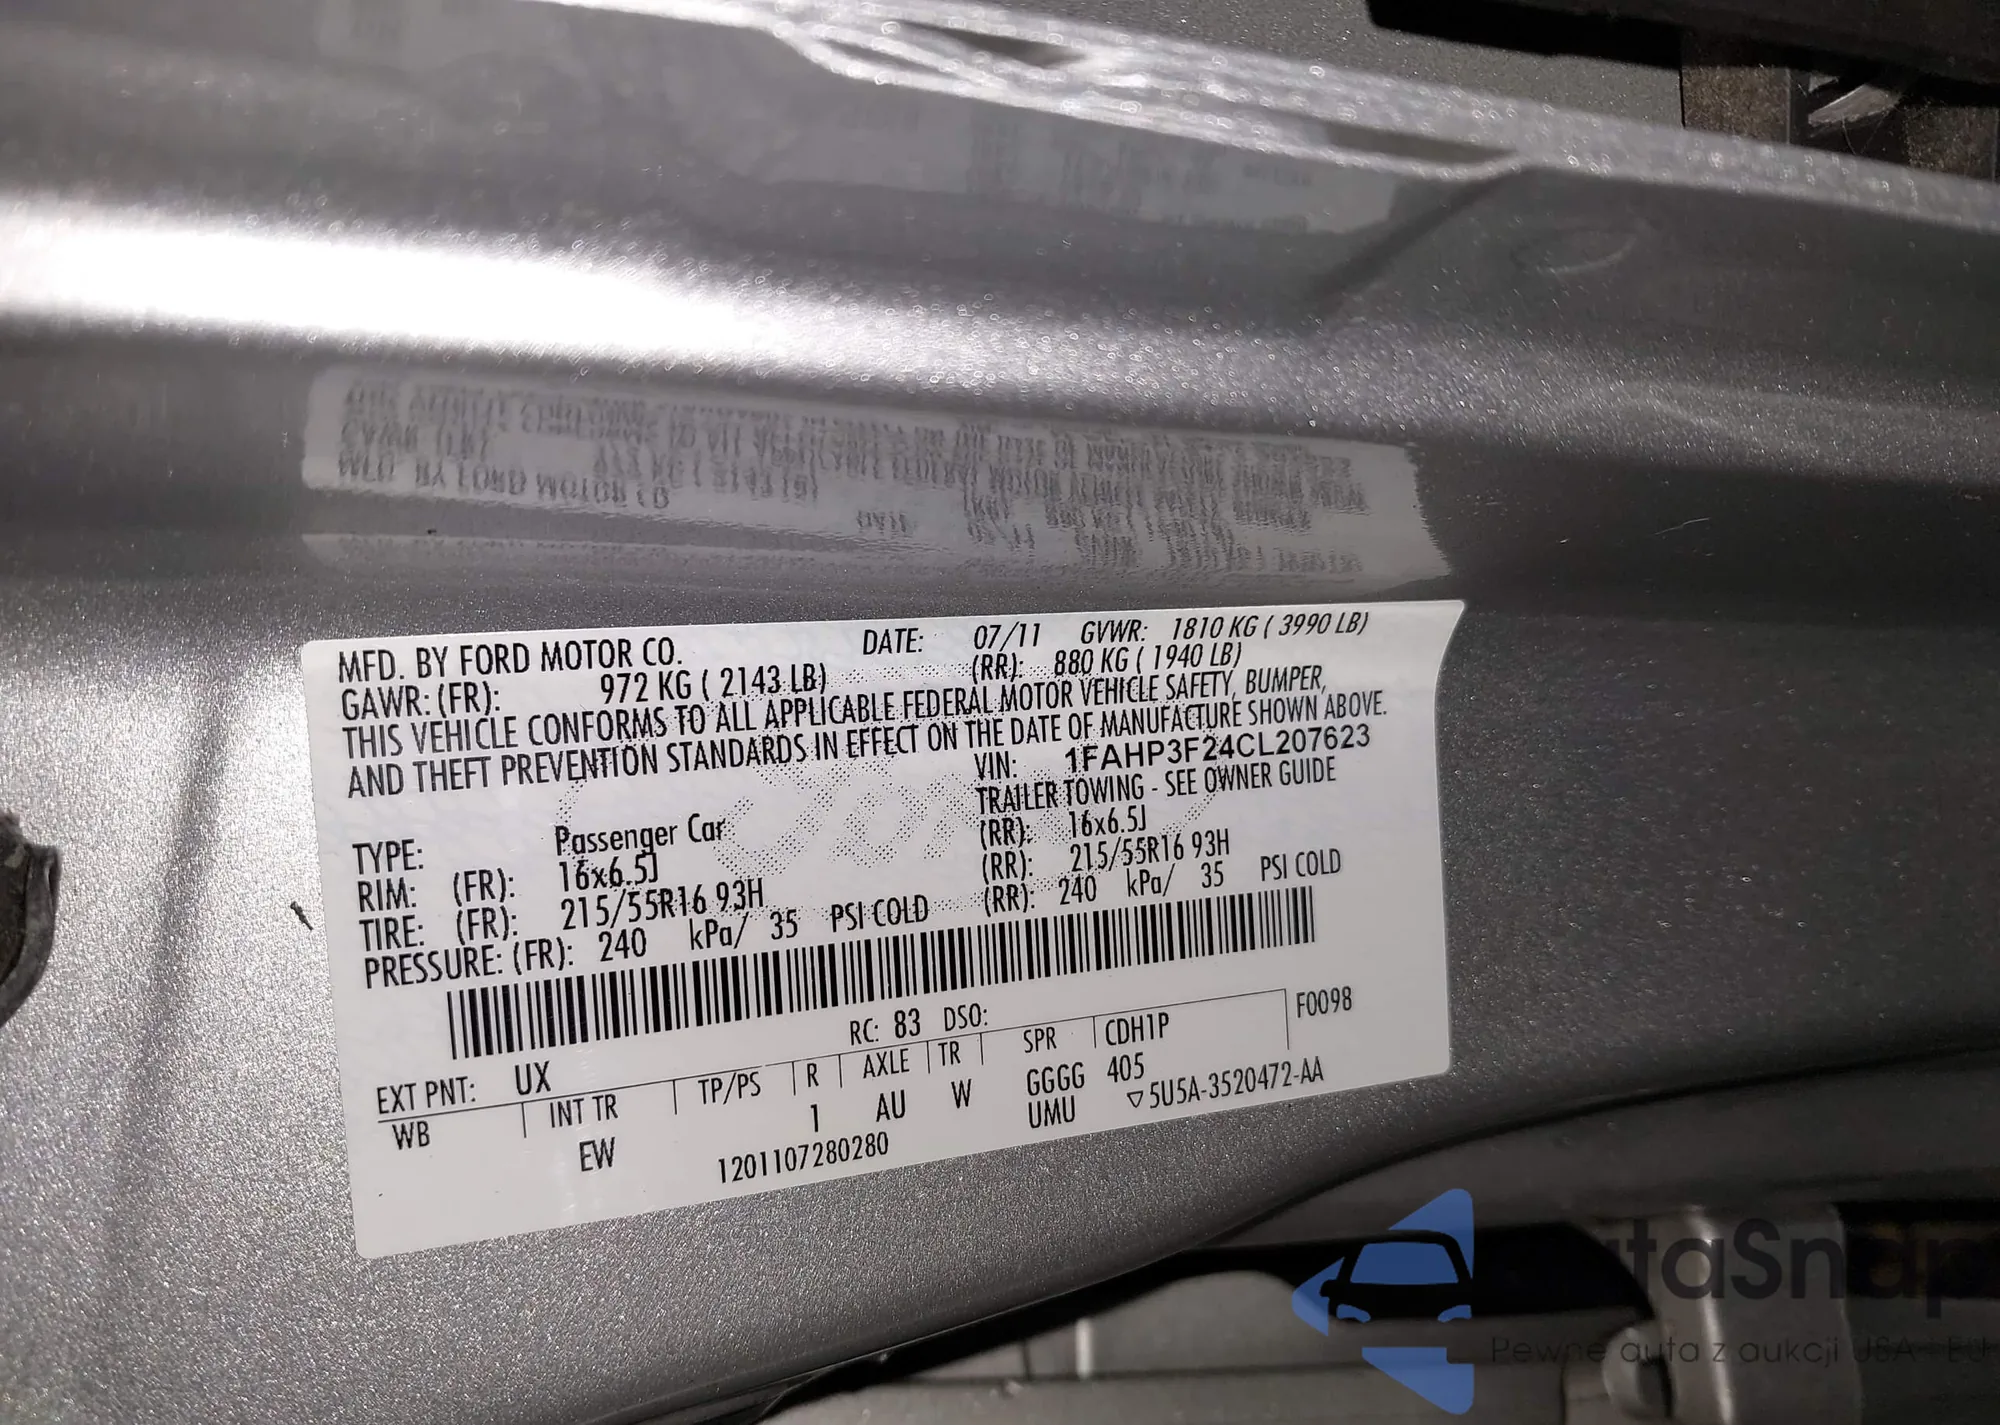 MFD. BY FORD MOTOR CO. DATE: 07/11 GVWR: 1810 KG ( 3990 LB)
GAWR: (FR): 972 KG ( 2143 LB) (RR): 880 KG ( 1940 LB)
THIS VEHICLE CONFORMS TO ALL APPLICABLE FEDERAL MOTOR VEHICLE SAFETY, BUMPER,
AND THEFT PREVENTION STANDARDS IN EFFECT ON THE DATE OF MANUFACTURE SHOWN ABOVE.
VIN: 1FAHP3F24CL207623
TRAILER TOWING - SEE OWNER GUIDE
TYPE: Passenger Car
RIM: (FR): 16x6.5J (RR): 16x6.5J
TIRE: (FR): 215/55R16 93H (RR): 215/55R16 93H
PRESSURE: (FR): 240 kPa/ 35 PSI COLD (RR): 240 kPa/ 35 PSI COLD
RC: 83 DSO: F0098
EXT PNT: UX
WB INT TR TP/PS R AXLE TR SPR CDH1P
EW 1 AU W GGGG 405
UMU ▽5U5A-3520472-AA
1201107280280
Pewne auta z aukcji USA i EU